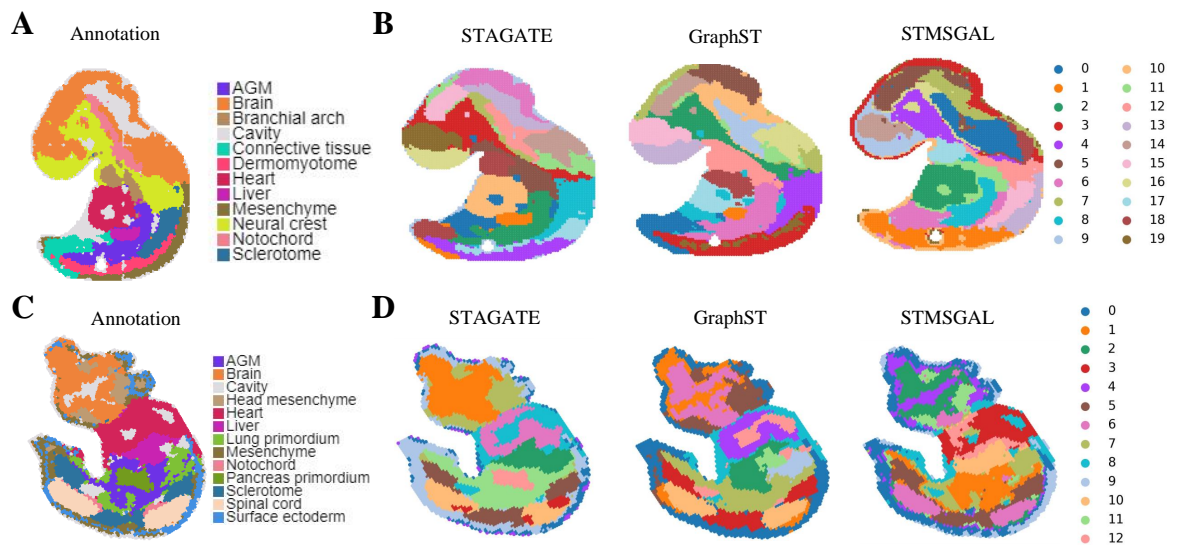 A
Annotation
AGM
Brain
Branchial arch
Cavity
Connective tissue
Dermomyotome
Heart
Liver
Mesenchyme
Neural crest
Notochord
Sclerotome
B
STAGATE
GraphST
STMSGAL
0 10
1 11
2 12
3 13
4 14
5 15
6 16
7 17
8 18
9 19
C
Annotation
AGM
Brain
Cavity
Head mesenchyme
Heart
Liver
Lung primordium
Mesenchyme
Notochord
Pancreas primordium
Sclerotome
Spinal cord
Surface ectoderm
D
STAGATE
GraphST
STMSGAL
0
1
2
3
4
5
6
7
8
9
10
11
12